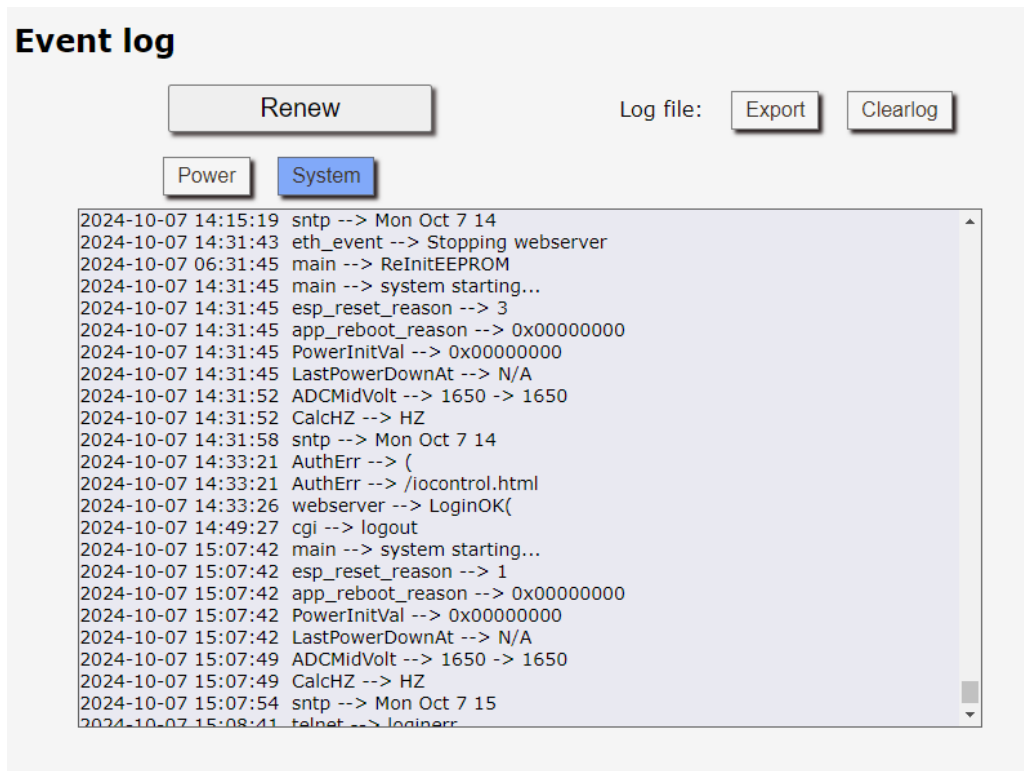 Event log
Renew
Log file: Export Clearlog
Power System
2024-10-07 14:15:19 sntp --> Mon Oct 7 14
2024-10-07 14:31:43 eth_event --> Stopping webserver
2024-10-07 06:31:45 main --> ReInitEEPROM
2024-10-07 14:31:45 main --> system starting...
2024-10-07 14:31:45 esp_reset_reason --> 3
2024-10-07 14:31:45 app_reboot_reason --> 0x00000000
2024-10-07 14:31:45 PowerInitVal --> 0x00000000
2024-10-07 14:31:45 LastPowerDownAt --> N/A
2024-10-07 14:31:52 ADCMidVolt --> 1650 -> 1650
2024-10-07 14:31:52 CalcHZ --> HZ
2024-10-07 14:31:58 sntp --> Mon Oct 7 14
2024-10-07 14:33:21 AuthErr --> (
2024-10-07 14:33:21 AuthErr --> /iocontrol.html
2024-10-07 14:33:26 webserver --> LoginOK(
2024-10-07 14:49:27 cgi --> logout
2024-10-07 15:07:42 main --> system starting...
2024-10-07 15:07:42 esp_reset_reason --> 1
2024-10-07 15:07:42 app_reboot_reason --> 0x00000000
2024-10-07 15:07:42 PowerInitVal --> 0x00000000
2024-10-07 15:07:42 LastPowerDownAt --> N/A
2024-10-07 15:07:49 ADCMidVolt --> 1650 -> 1650
2024-10-07 15:07:49 CalcHZ --> HZ
2024-10-07 15:07:54 sntp --> Mon Oct 7 15
2024-10-07 15:08:41 telnet --> loginerr